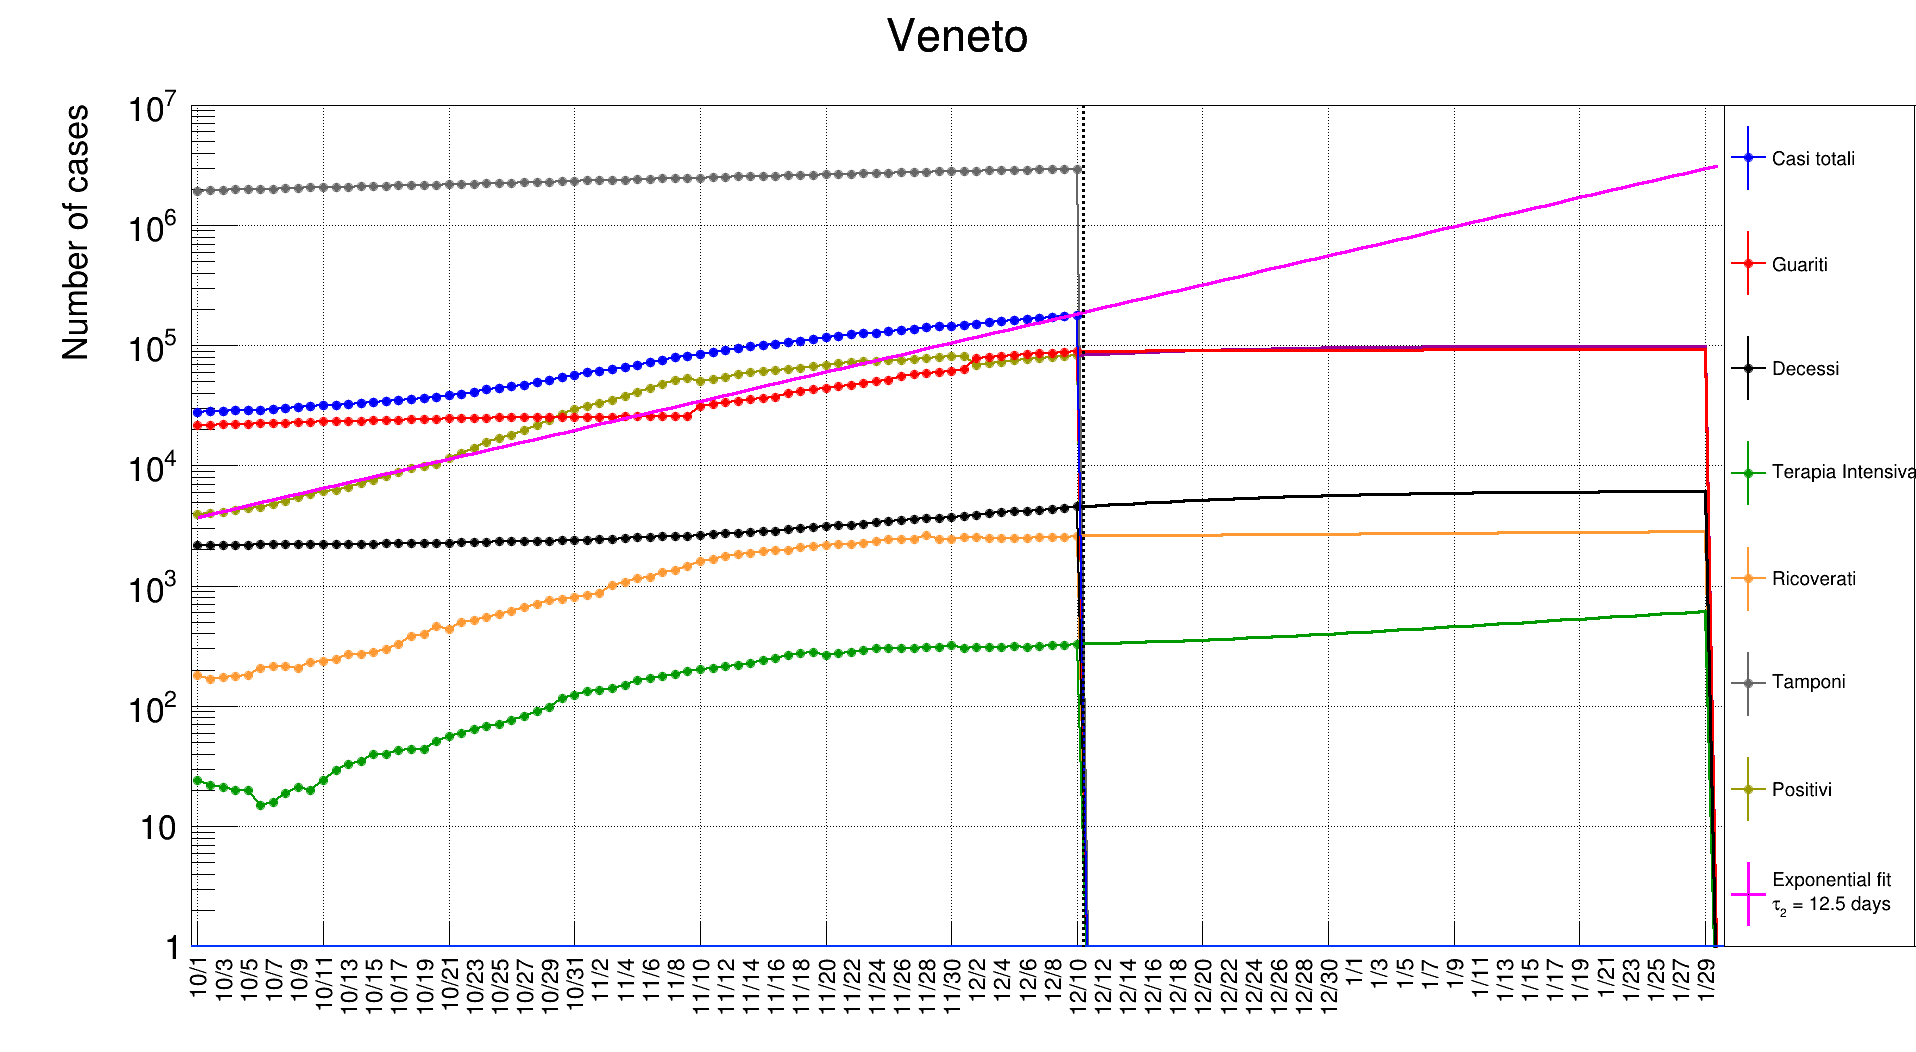 Veneto
Number of cases
10^7
10^6
10^5
10^4
10^3
10^2
10
1
10/1 10/3 10/5 10/7 10/9 10/11 10/13 10/15 10/17 10/19 10/21 10/23 10/25 10/27 10/29 10/31 11/2 11/4 11/6 11/8 11/10 11/12 11/14 11/16 11/18 11/20 11/22 11/24 11/26 11/28 11/30 12/2 12/4 12/6 12/8 12/10 12/12 12/14 12/16 12/18 12/20 12/22 12/24 12/26 12/28 12/30 1/1 1/3 1/5 1/7 1/9 1/11 1/13 1/15 1/17 1/19 1/21 1/23 1/25 1/27 1/29
Casi totali
Guariti
Decessi
Terapia Intensiva
Ricoverati
Tamponi
Positivi
Exponential fit
τ₂ = 12.5 days